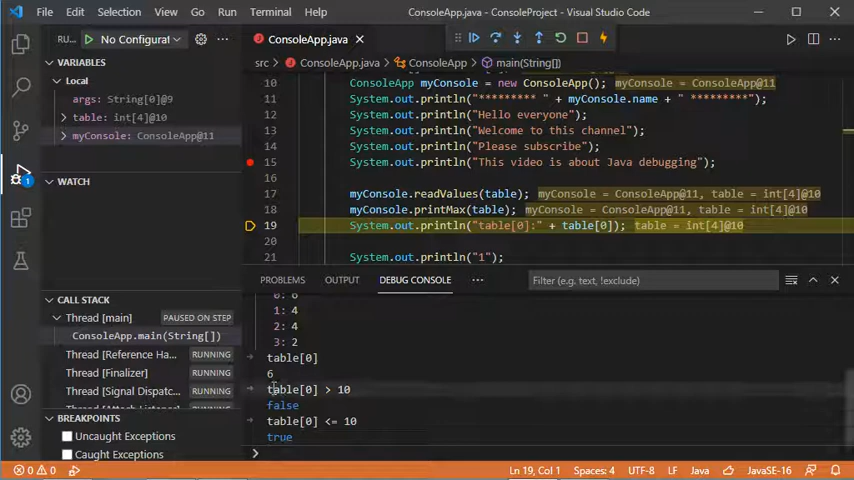 File Edit Selection View Go Run Terminal Help ConsoleApp.java - ConsoleProject - Visual Studio Code
RU... No Configurat
ConsoleApp.java
src > ConsoleApp.java > ConsoleApp > main(String[])
VARIABLES
Local
args: String[0]@9
table: int[4]@10
myConsole: ConsoleApp@11
WATCH
CALL STACK
Thread [main] PAUSED ON STEP
ConsoleApp.main(String[])
Thread [Reference Ha... RUNNING
Thread [Finalizer] RUNNING
Thread [Signal Dispatc... RUNNING
BREAKPOINTS
Uncaught Exceptions
Caught Exceptions
1
10 ConsoleApp myConsole = new ConsoleApp(); myConsole = ConsoleApp@11
11 System.out.println("********* " + myConsole.name + " *********");
12 System.out.println("Hello everyone");
13 System.out.println("Welcome to this channel");
14 System.out.println("Please subscribe");
15 System.out.println("This video is about Java debugging");
16
17 myConsole.readValues(table); myConsole = ConsoleApp@11, table = int[4]@10
18 myConsole.printMax(table); myConsole = ConsoleApp@11, table = int[4]@10
19 System.out.println("table[0]:" + table[0]); table = int[4]@10
20
21 System.out.println("1");
PROBLEMS OUTPUT DEBUG CONSOLE ... Filter (e.g. text, !exclude)
0: 6
1: 4
2: 4
3: 2
table[0]
6
table[0] > 10
false
table[0] <= 10
true
0 0 Ln 19, Col 1 Spaces: 4 UTF-8 LF Java JavaSE-16